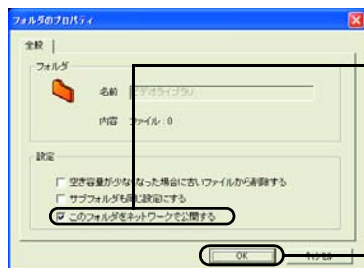 フォルダのプロパティ
全般
フォルダ
名前 ビデオライブラリ
内容 ファイル:0
設定
空き容量が少なくなった場合に古いファイルから削除する
サブフォルダも同じ設定にする
このフォルダをネットワークで公開する
OK キャンセル